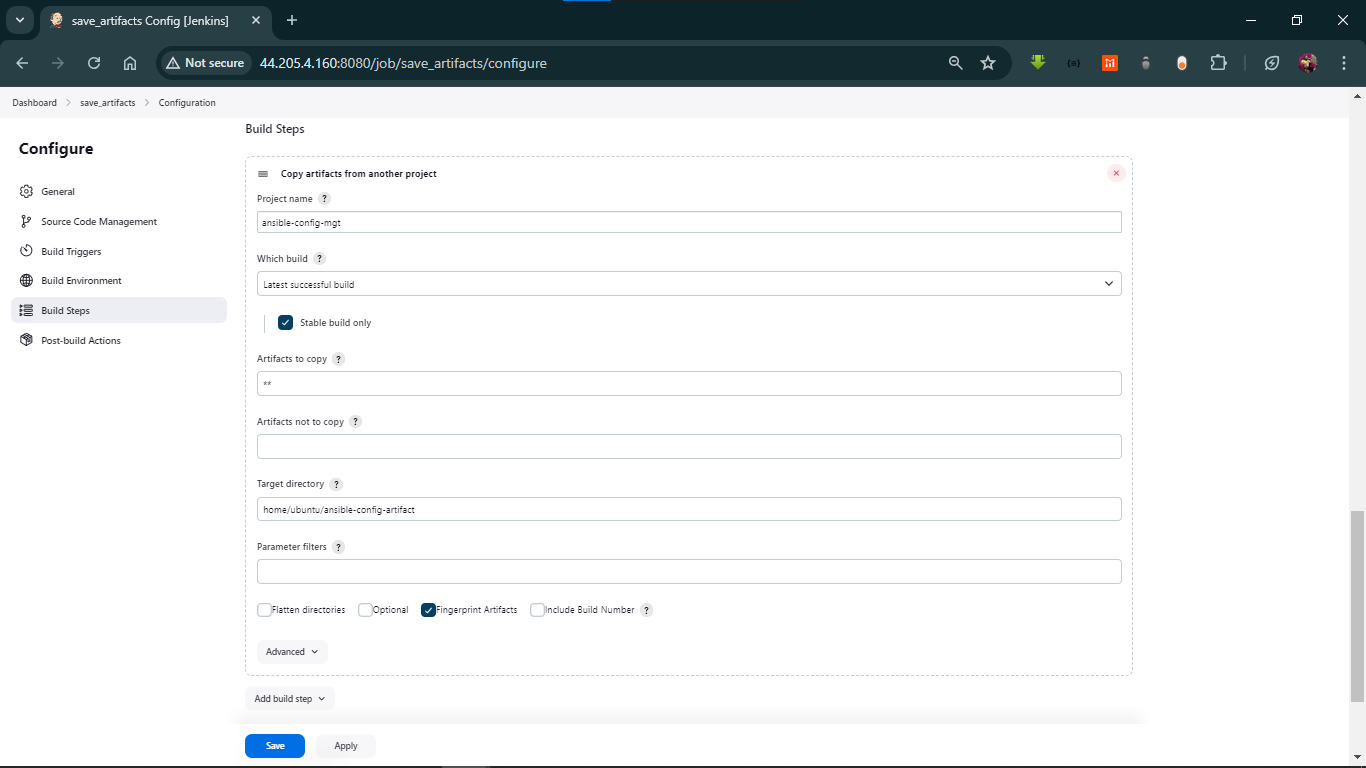 save_artifacts Config [Jenkins]
Not secure
44.205.4.160:8080/job/save_artifacts/configure
Dashboard
save_artifacts
Configuration
Configure
General
Source Code Management
Build Triggers
Build Environment
Build Steps
Post-build Actions
Build Steps
Copy artifacts from another project
Project name ?
ansible-config-mgt
Which build ?
Latest successful build
Stable build only
Artifacts to copy ?
**
Artifacts not to copy ?
Target directory ?
home/ubuntu/ansible-config-artifact
Parameter filters ?
Flatten directories Optional Fingerprint Artifacts Include Build Number ?
Advanced
Add build step
Save Apply